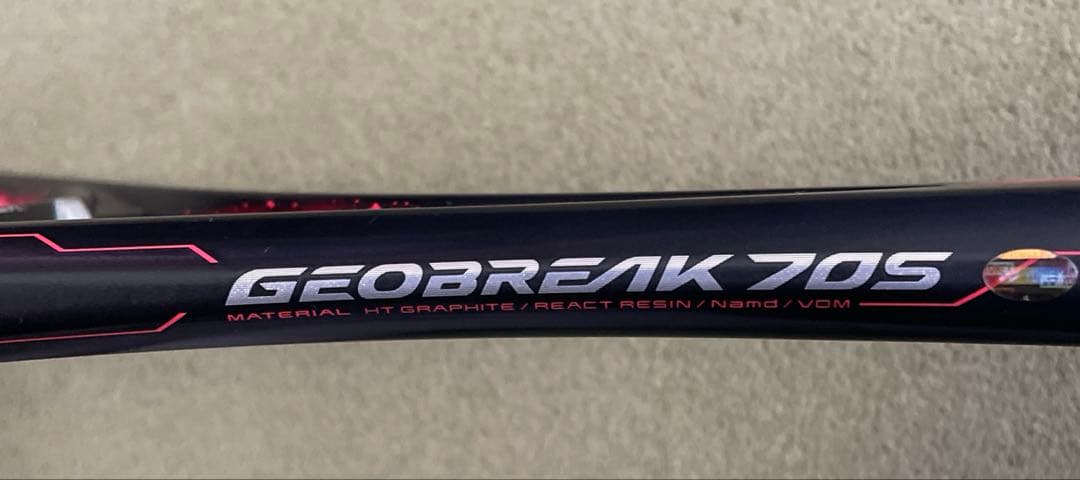 GEOBREAK 70S
MATERIAL HT GRAPHITE / REACT RESIN / Namd / VDM